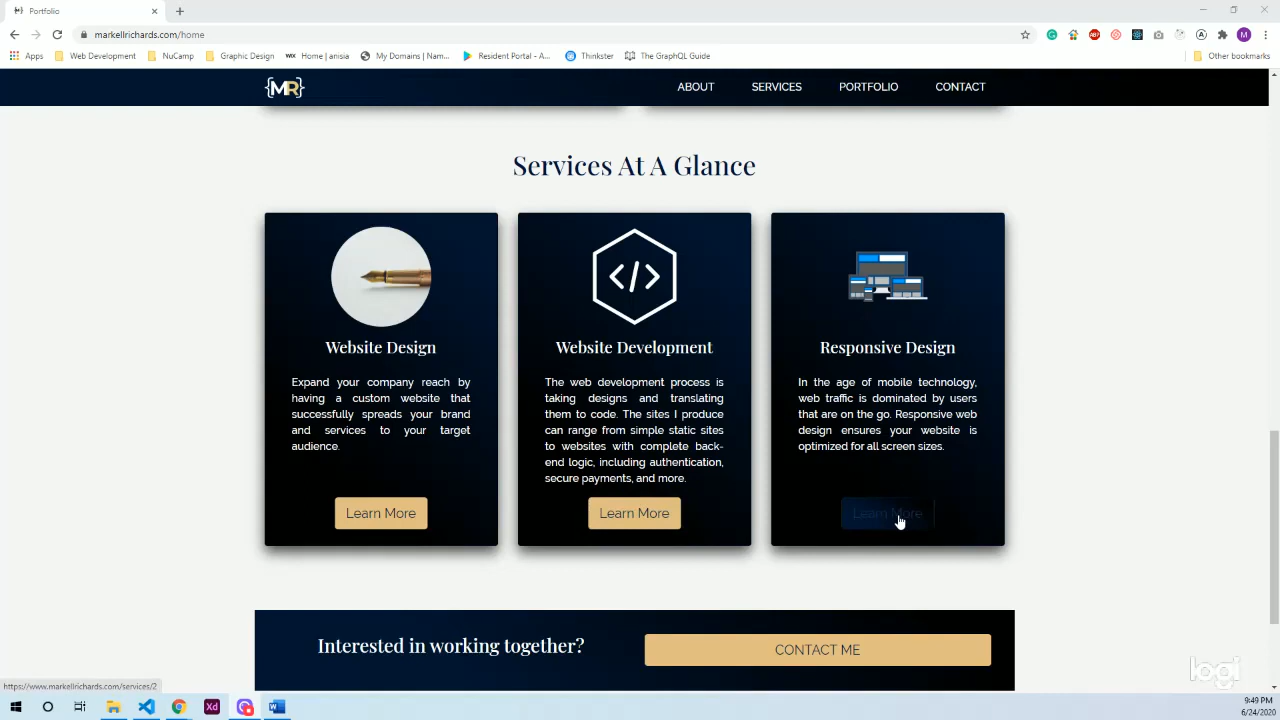 Portfolio
markellrichards.com/home
Apps
Web Development
NuCamp
Graphic Design
WIX Home | anisia
My Domains | Nam...
Resident Portal - A...
Thinkster
The GraphQL Guide
Other bookmarks
{MR}
ABOUT
SERVICES
PORTFOLIO
CONTACT
Services At A Glance
</>
Website Design
Website Development
Responsive Design
Expand your company reach by
having a custom website that
successfully spreads your brand
and services to your target
audience.
The web development process is
taking designs and translating
them to code. The sites I produce
can range from simple static sites
to websites with complete back-
end logic, including authentication,
secure payments, and more.
In the age of mobile technology,
web traffic is dominated by users
that are on the go. Responsive web
design ensures your website is
optimized for all screen sizes.
Learn More
Learn More
Learn More
Interested in working together?
CONTACT ME
logi
https://www.markellrichards.com/services/2
Xd
9:49 PM
6/24/2020